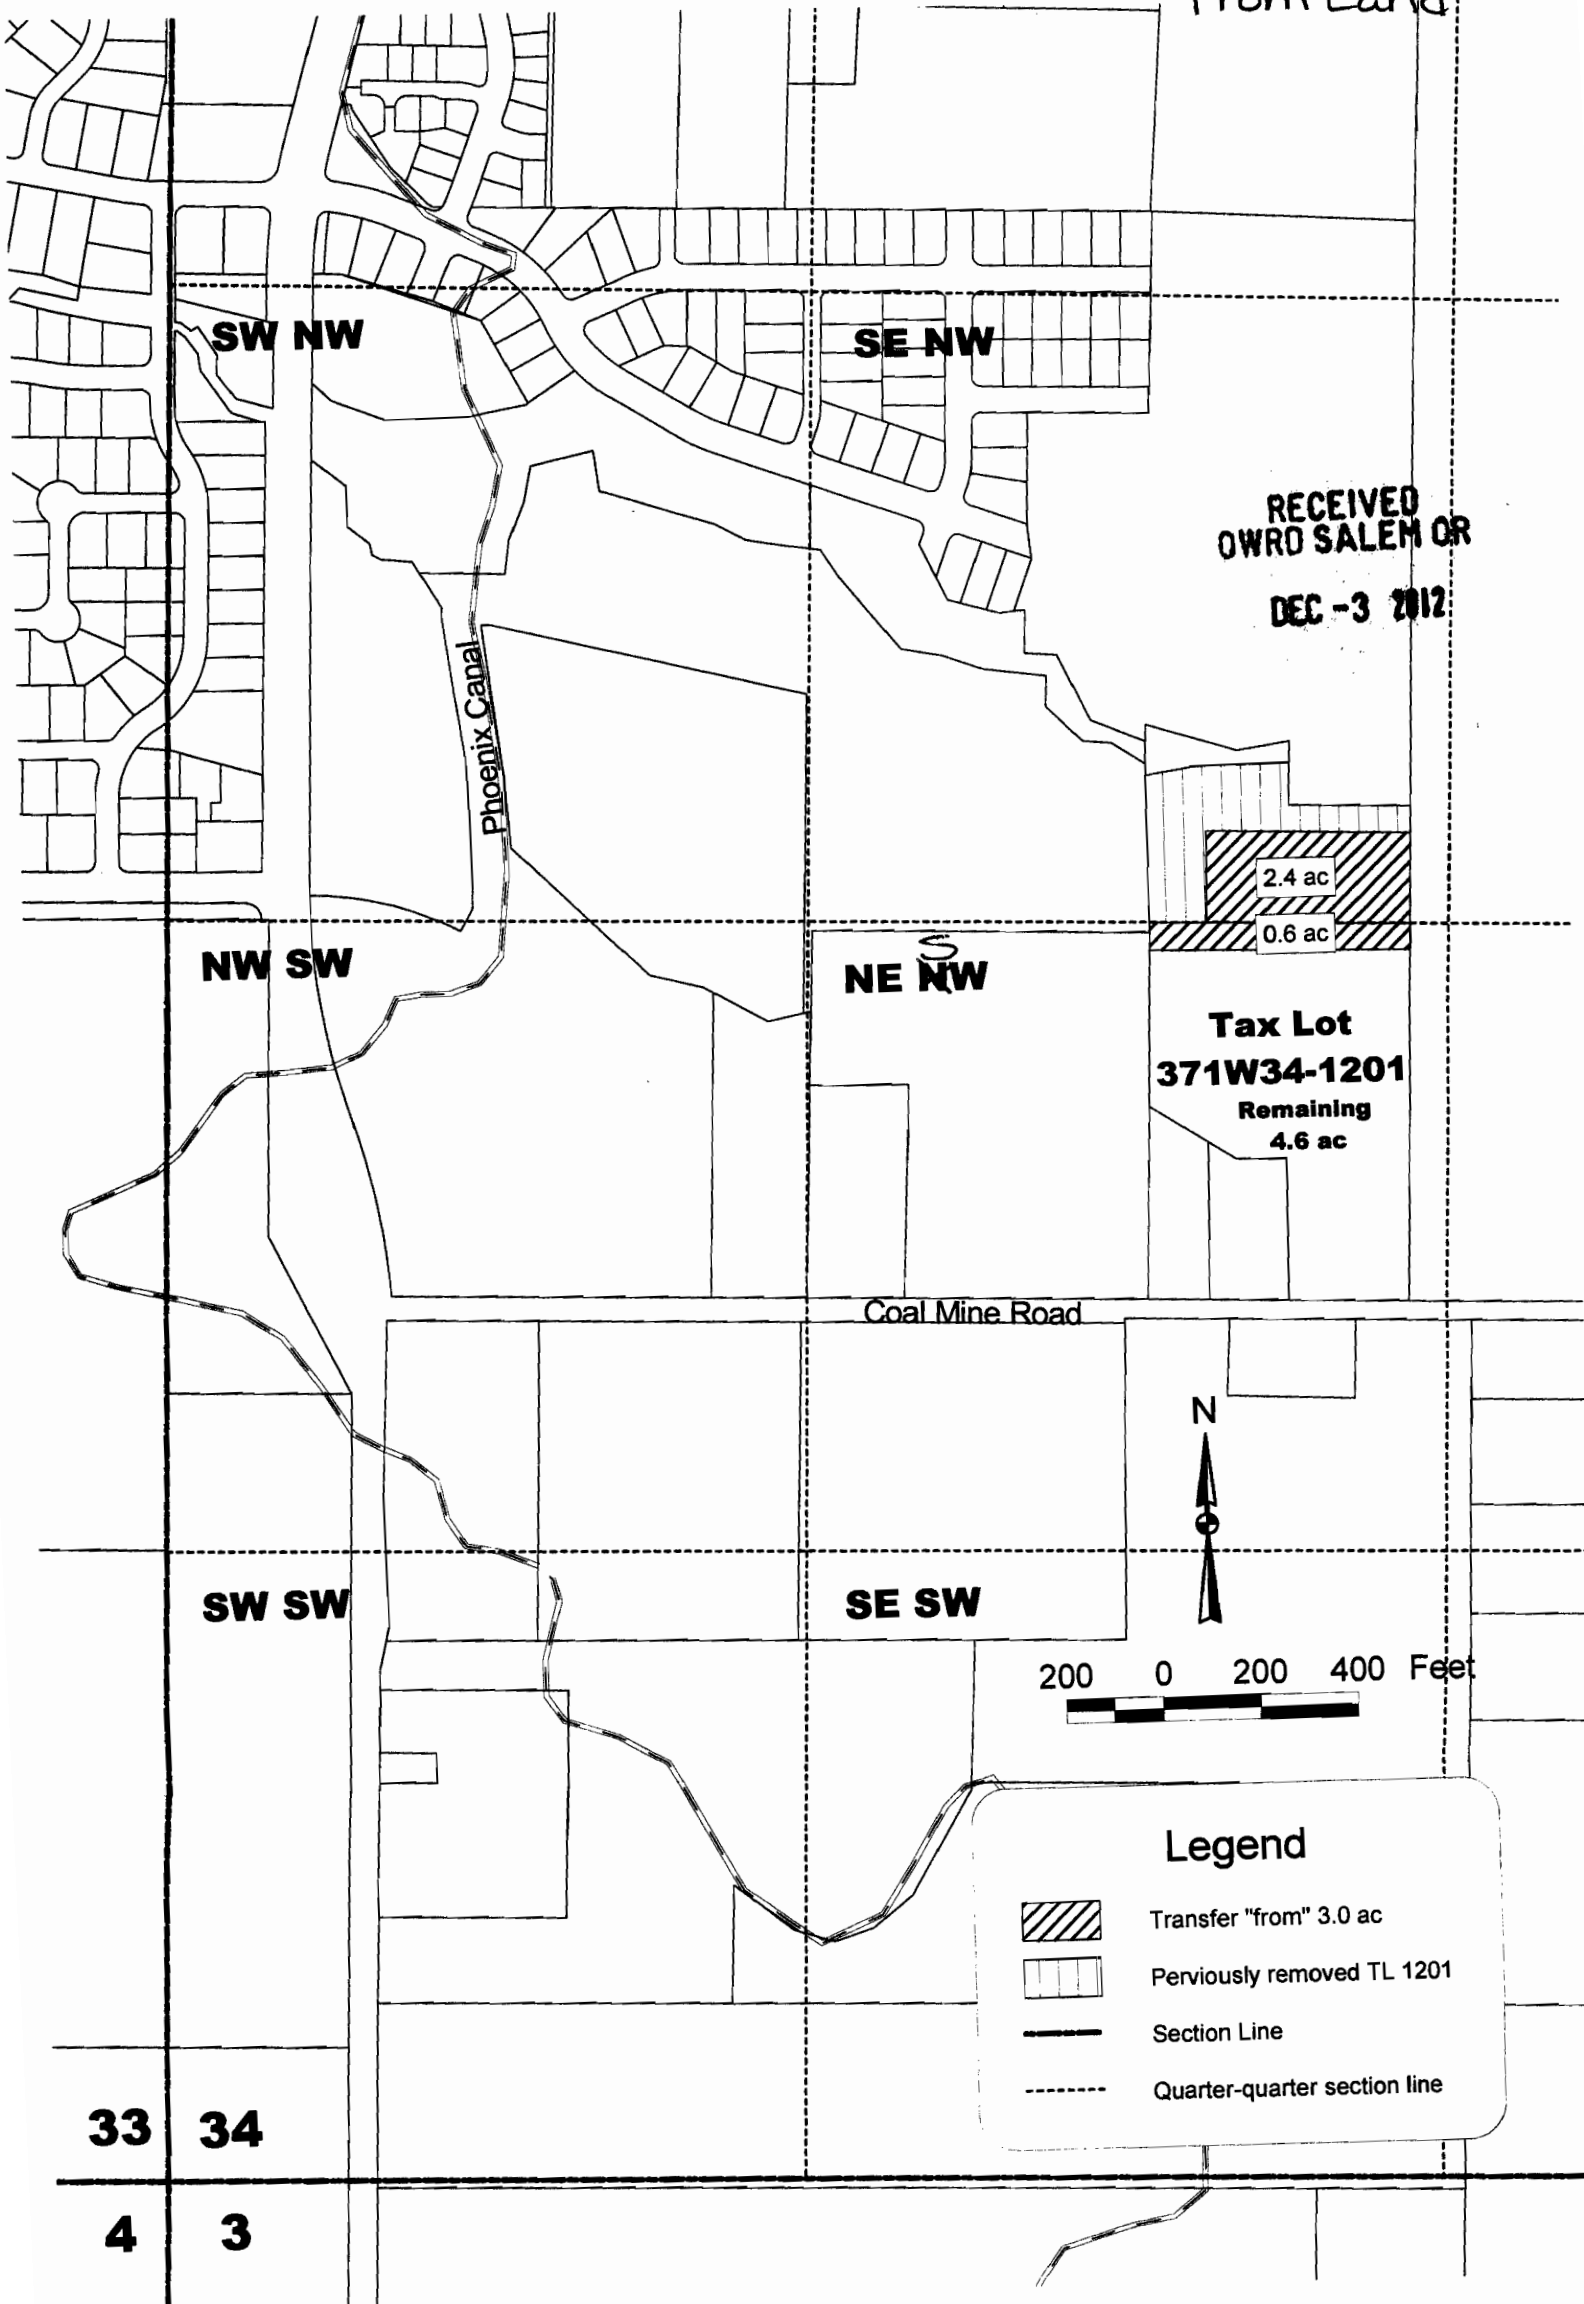 From Land
SW NW
SE NW
RECEIVED
OWRD SALEM OR
DEC -3 2012
Phoenix Canal
2.4 ac
0.6 ac
NW SW
S
NE NW
Tax Lot
371W34-1201
Remaining
4.6 ac
Coal Mine Road
N
SW SW
SE SW
200 0 200 400 Feet
Legend
Transfer "from" 3.0 ac
Perviously removed TL 1201
Section Line
Quarter-quarter section line
33 34
4 3